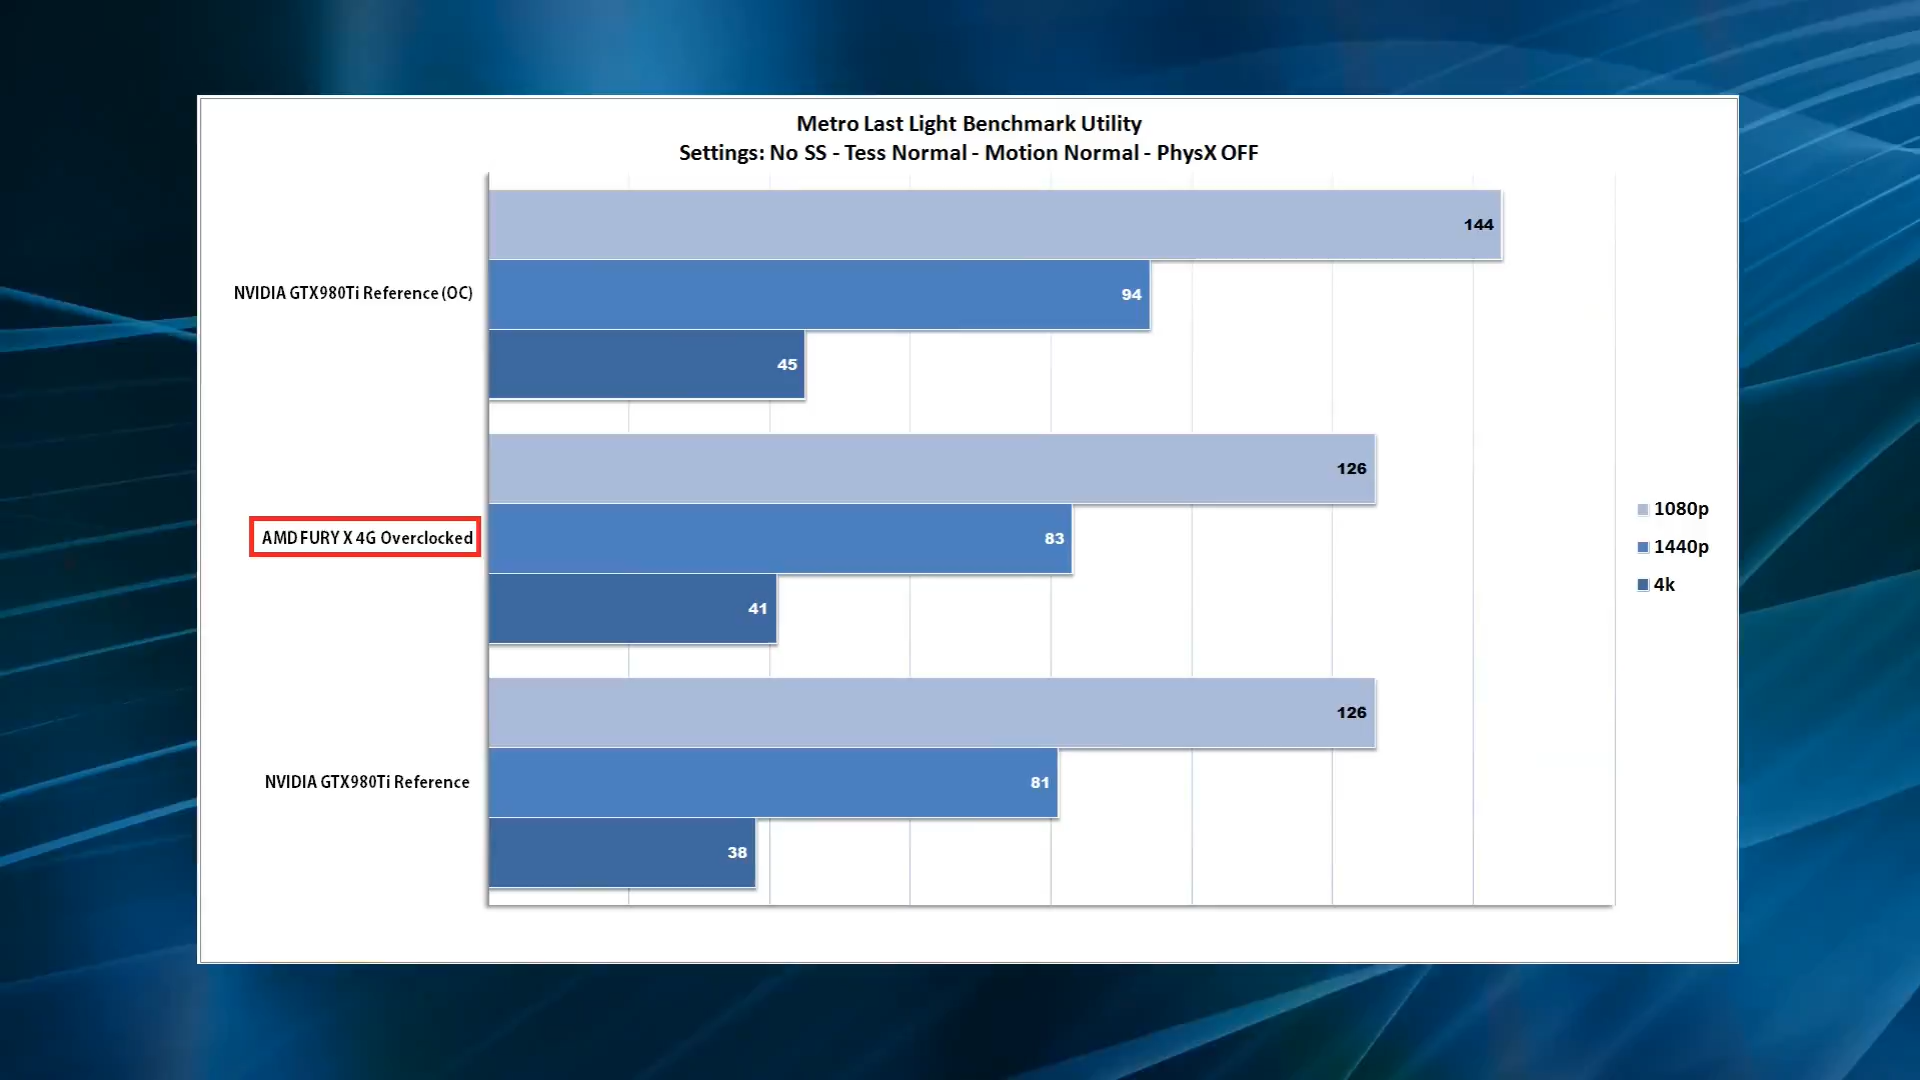 Metro Last Light Benchmark Utility
Settings: No SS - Tess Normal - Motion Normal - PhysX OFF
144
NVIDIA GTX980Ti Reference (OC)
94
45
126
AMD FURY X 4G Overclocked
83
41
126
NVIDIA GTX980Ti Reference
81
38
1080p
1440p
4k